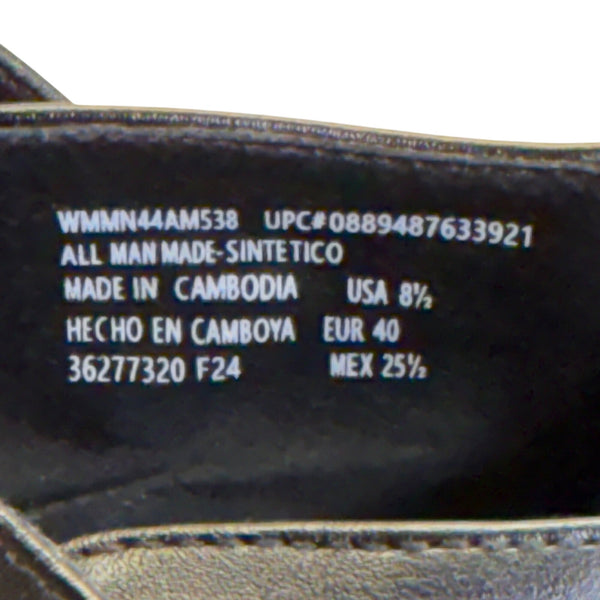 WMMN44AM538 UPC#0889487633921
ALL MAN MADE-SINTETICO
MADE IN CAMBODIA USA 8½
HECHO EN CAMBOYA EUR 40
36277320 F24 MEX 25½